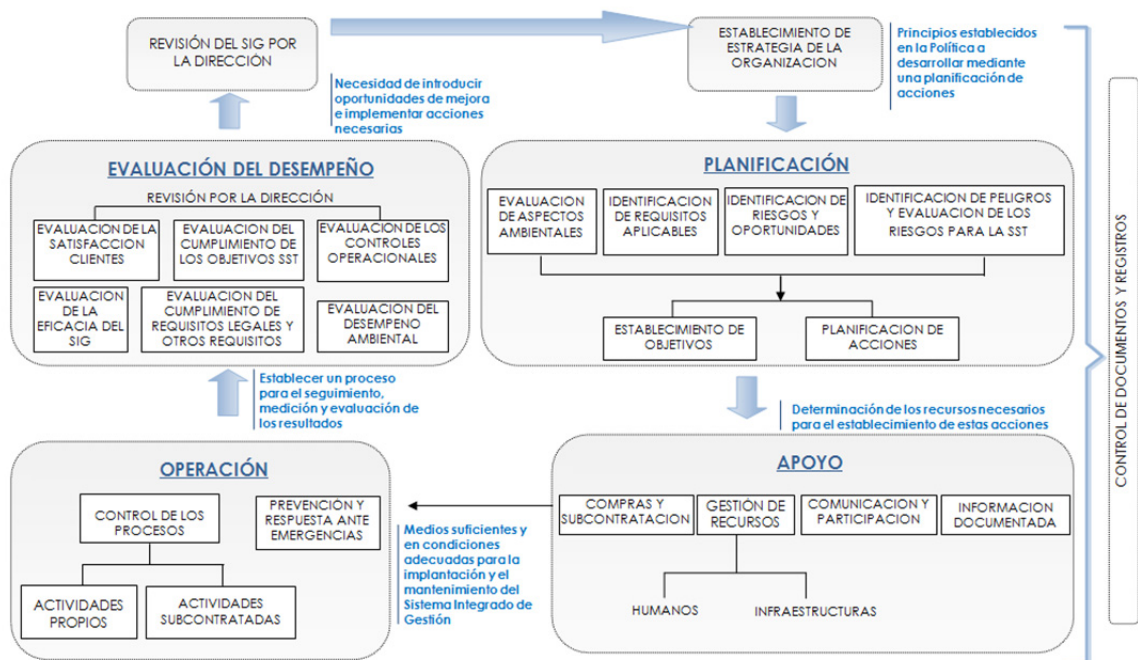 REVISIÓN DEL SIG POR
LA DIRECCIÓN
ESTABLECIMIENTO DE
ESTRATEGIA DE LA
ORGANIZACION
Principios establecidos
en la Política a
desarrollar mediante
una planificación de
acciones
Necesidad de introducir
oportunidades de mejora
e implementar acciones
necesarias
EVALUACIÓN DEL DESEMPEÑO
REVISIÓN POR LA DIRECCIÓN
EVALUACION DE LA
SATISFACCION
CLIENTES
EVALUACION DEL
CUMPLIMIENTO DE
LOS OBJETIVOS SST
EVALUACION DE LOS
CONTROLES
OPERACIONALES
EVALUACION
DE LA
EFICACIA DEL
SIG
EVALUACION DEL
CUMPLIMIENTO DE
REQUISITOS LEGALES Y
OTROS REQUISITOS
EVALUACION DEL
DESEMPENO
AMBIENTAL
PLANIFICACIÓN
EVALUACION
DE ASPECTOS
AMBIENTALES
IDENTIFICACION
DE REQUISITOS
APLICABLES
IDENTIFICACION DE
RIESGOS Y
OPORTUNIDADES
IDENTIFICACION DE PELIGROS
Y EVALUACION DE LOS
RIESGOS PARA LA SST
ESTABLECIMIENTO DE
OBJETIVOS
PLANIFICACION DE
ACCIONES
CONTROL DE DOCUMENTOS Y REGISTROS
Establecer un proceso
para el seguimiento,
medición y evaluación de
los resultados
Determinación de los recursos necesarios
para el establecimiento de estas acciones
OPERACIÓN
CONTROL DE LOS
PROCESOS
PREVENCIÓN Y
RESPUESTA ANTE
EMERGENCIAS
ACTIVIDADES
PROPIOS
ACTIVIDADES
SUBCONTRATADAS
Medios suficientes y
en condiciones
adecuadas para la
implantación y el
mantenimiento del
Sistema Integrado de
Gestión
APOYO
COMPRAS Y
SUBCONTRATACION
GESTIÓN DE
RECURSOS
COMUNICACION Y
PARTICIPACION
INFORMACION
DOCUMENTADA
HUMANOS
INFRAESTRUCTURAS